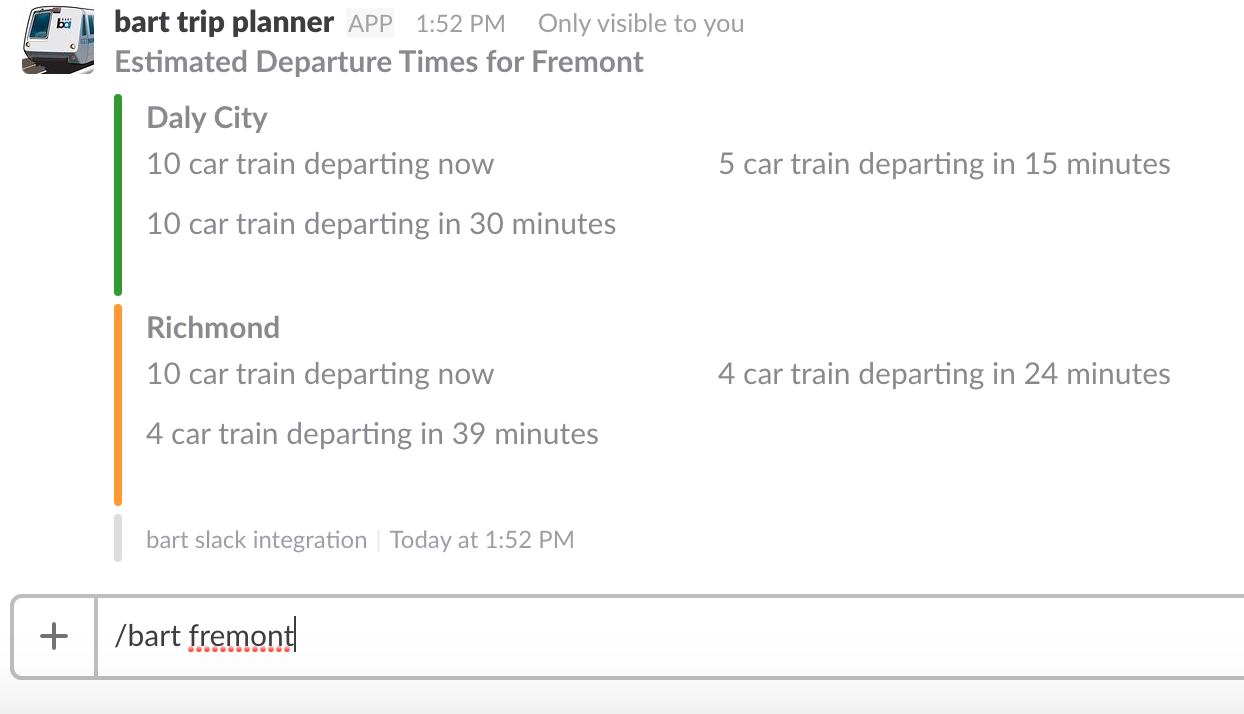 bart trip planner APP 1:52 PM Only visible to you
Estimated Departure Times for Fremont
Daly City
10 car train departing now 5 car train departing in 15 minutes
10 car train departing in 30 minutes
Richmond
10 car train departing now 4 car train departing in 24 minutes
4 car train departing in 39 minutes
bart slack integration | Today at 1:52 PM
+ /bart fremont